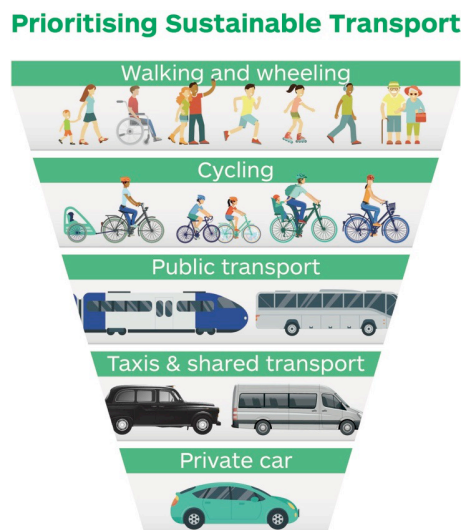 Prioritising Sustainable Transport
Walking and wheeling
Cycling
Public transport
Taxis & shared transport
Private car